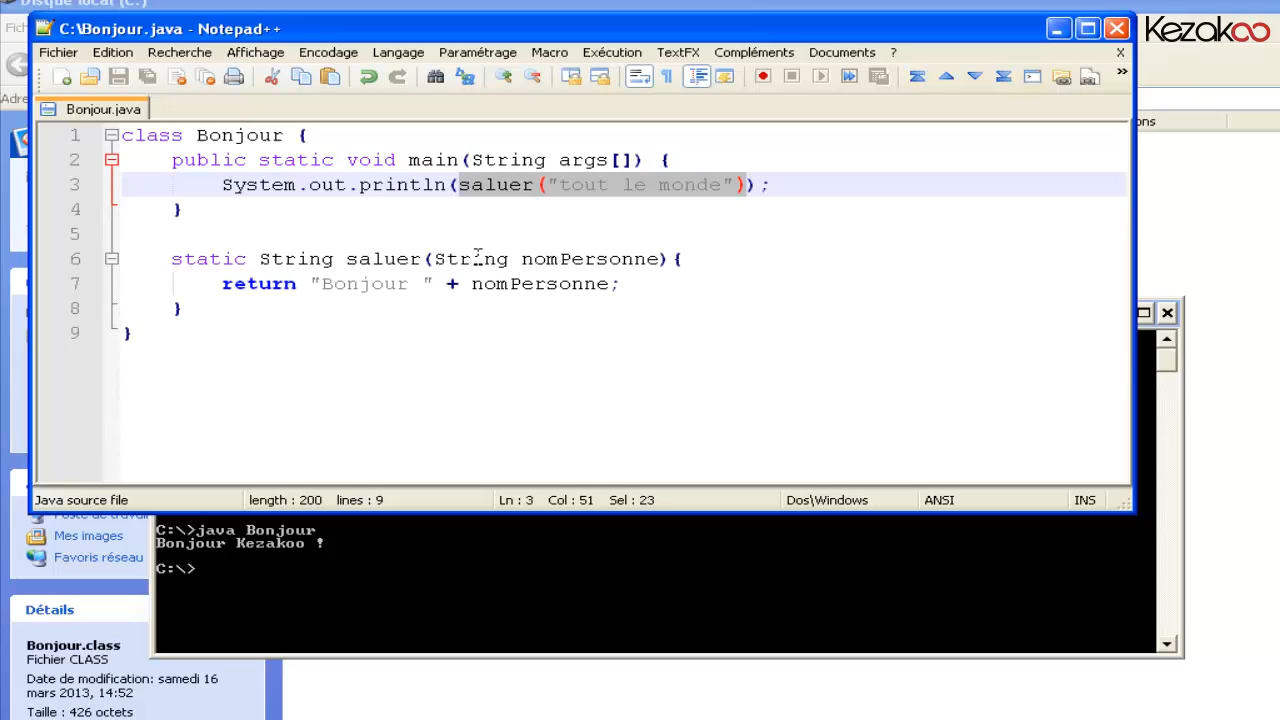 Disque local (C:)
C:\Bonjour.java - Notepad++
Kezakoo
Fichier Edition Recherche Affichage Encodage Langage Paramétrage Macro Exécution TextFX Compléments Documents ? X
Bonjour.java
1 class Bonjour {
2 public static void main(String args[]) {
3 System.out.println(saluer("tout le monde"));
4 }
5
6 static String saluer(String nomPersonne){
7 return "Bonjour " + nomPersonne;
8 }
9 }
Java source file length : 200 lines : 9 Ln : 3 Col : 51 Sel : 23 Dos\Windows ANSI INS
C:\>java Bonjour
Bonjour Kezakoo !
C:\>
Mes images
Favoris réseau
Détails
Bonjour.class
Fichier CLASS
Date de modification: samedi 16
mars 2013, 14:52
Taille : 426 octets